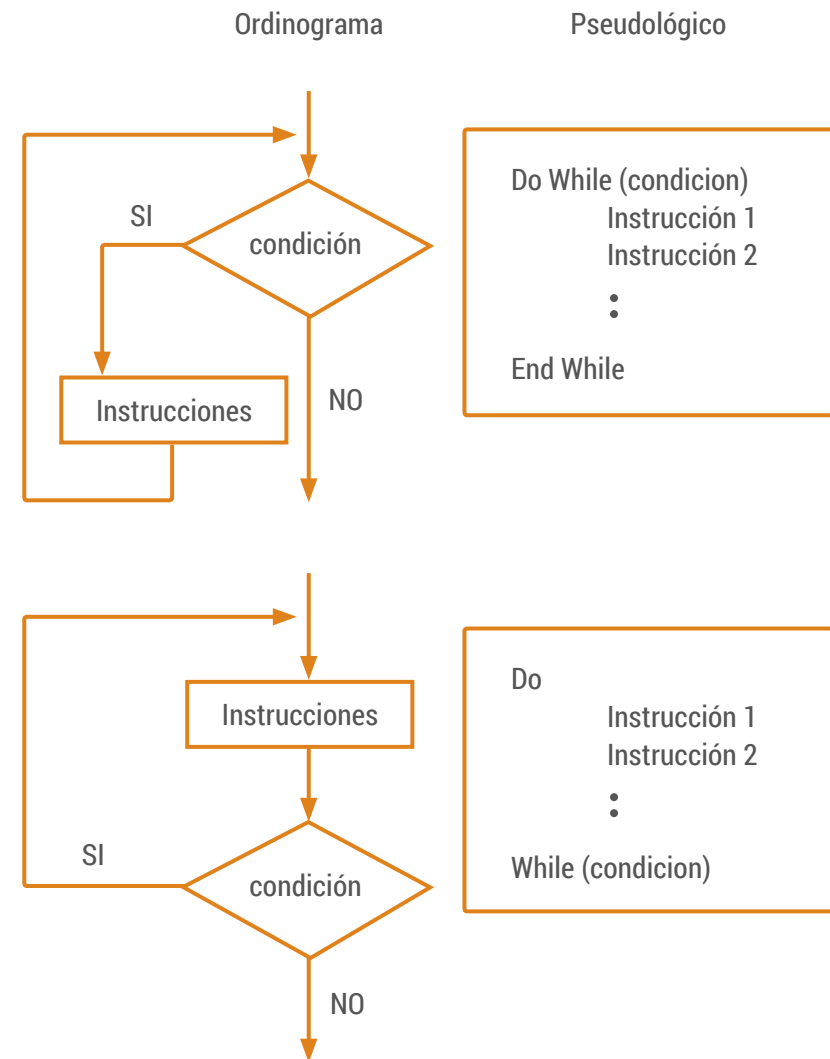 Ordinograma
Pseudológico
SI
condición
Instrucciones
NO
Do While (condicion)
Instrucción 1
Instrucción 2
:
End While
Instrucciones
SI
condición
NO
Do
Instrucción 1
Instrucción 2
:
While (condicion)